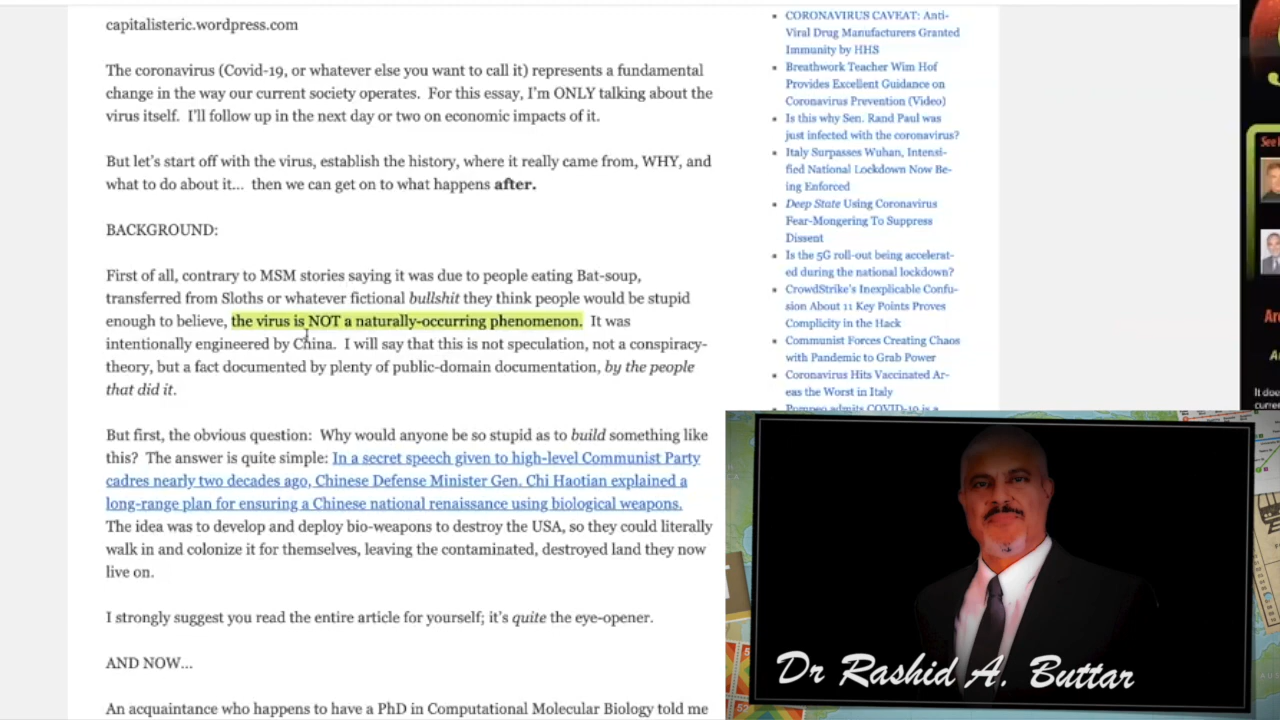 capitalisteric.wordpress.com
The coronavirus (Covid-19, or whatever else you want to call it) represents a fundamental
change in the way our current society operates.  For this essay, I'm ONLY talking about the
virus itself.  I'll follow up in the next day or two on economic impacts of it.
But let's start off with the virus, establish the history, where it really came from, WHY, and
what to do about it...  then we can get on to what happens after.
BACKGROUND:
First of all, contrary to MSM stories saying it was due to people eating Bat-soup,
transferred from Sloths or whatever fictional bullshit they think people would be stupid
enough to believe, the virus is NOT a naturally-occurring phenomenon.  It was
intentionally engineered by China.  I will say that this is not speculation, not a conspiracy-
theory, but a fact documented by plenty of public-domain documentation, by the people
that did it.
But first, the obvious question:  Why would anyone be so stupid as to build something like
this?  The answer is quite simple: In a secret speech given to high-level Communist Party
cadres nearly two decades ago, Chinese Defense Minister Gen. Chi Haotian explained a
long-range plan for ensuring a Chinese national renaissance using biological weapons.
The idea was to develop and deploy bio-weapons to destroy the USA, so they could literally
walk in and colonize it for themselves, leaving the contaminated, destroyed land they now
live on.
I strongly suggest you read the entire article for yourself; it's quite the eye-opener.
AND NOW...
An acquaintance who happens to have a PhD in Computational Molecular Biology told me
CORONAVIRUS CAVEAT: Anti-
Viral Drug Manufacturers Granted
Immunity by HHS
Breathwork Teacher Wim Hof
Provides Excellent Guidance on
Coronavirus Prevention (Video)
Is this why Sen. Rand Paul was
just infected with the coronavirus?
Italy Surpasses Wuhan, Intensi-
fied National Lockdown Now Be-
ing Enforced
Deep State Using Coronavirus
Fear-Mongering To Suppress
Dissent
Is the 5G roll-out being accelerat-
ed during the national lockdown?
CrowdStrike's Inexplicable Confu-
sion About 11 Key Points Proves
Complicity in the Hack
Communist Forces Creating Chaos
with Pandemic to Grab Power
Coronavirus Hits Vaccinated Ar-
eas the Worst in Italy
Pompeo admits COVID-19 is a
Dr Rashid A. Buttar